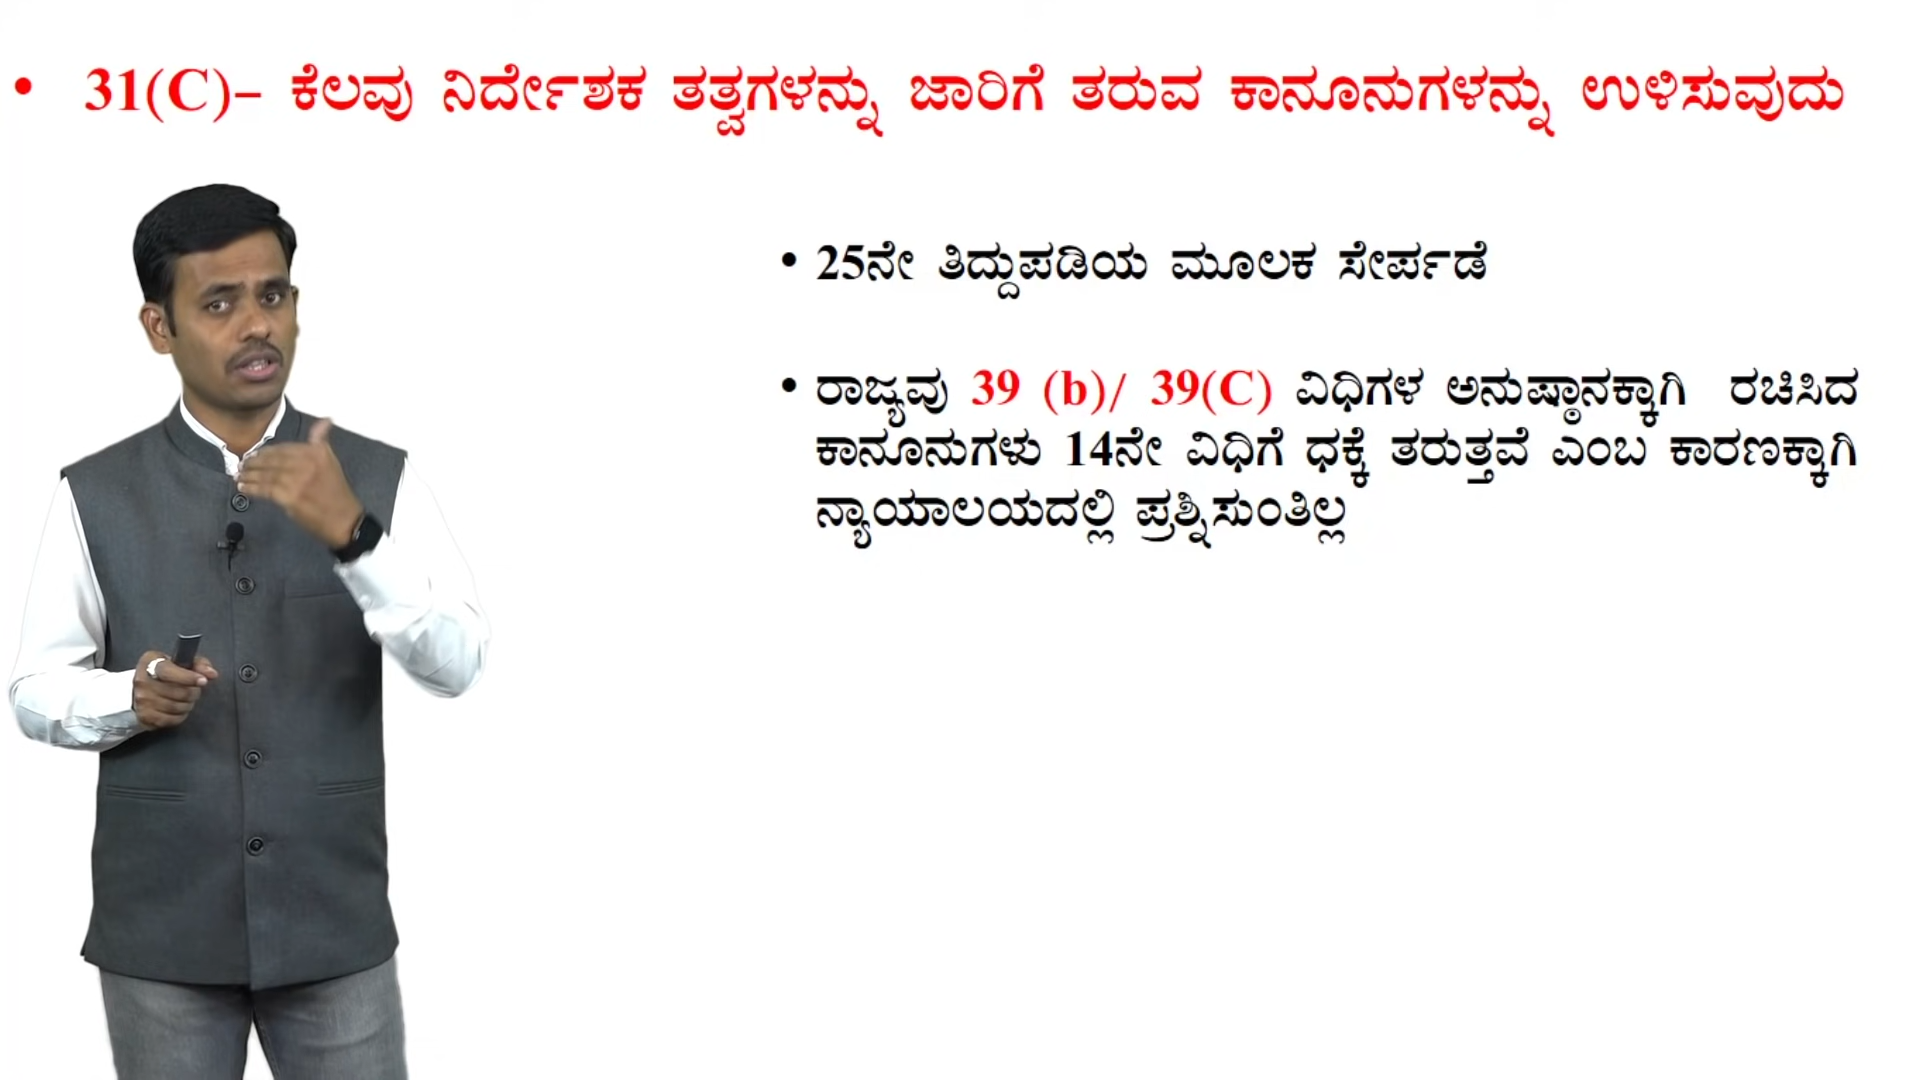 • 31(C)– ಕೆಲವು ನಿರ್ದೇಶಕ ತತ್ವಗಳನ್ನು ಜಾರಿಗೆ ತರುವ ಕಾನೂನುಗಳನ್ನು ಉಳಿಸುವುದು
• 25ನೇ ತಿದ್ದುಪಡಿಯ ಮೂಲಕ ಸೇರ್ಪಡೆ
• ರಾಜ್ಯವು 39 (b)/ 39(C) ವಿಧಿಗಳ ಅನುಷ್ಠಾನಕ್ಕಾಗಿ ರಚಿಸಿದ
ಕಾನೂನುಗಳು 14ನೇ ವಿಧಿಗೆ ಧಕ್ಕೆ ತರುತ್ತವೆ ಎಂಬ ಕಾರಣಕ್ಕಾಗಿ
ನ್ಯಾಯಾಲಯದಲ್ಲಿ ಪ್ರಶ್ನಿಸುಂತಿಲ್ಲ